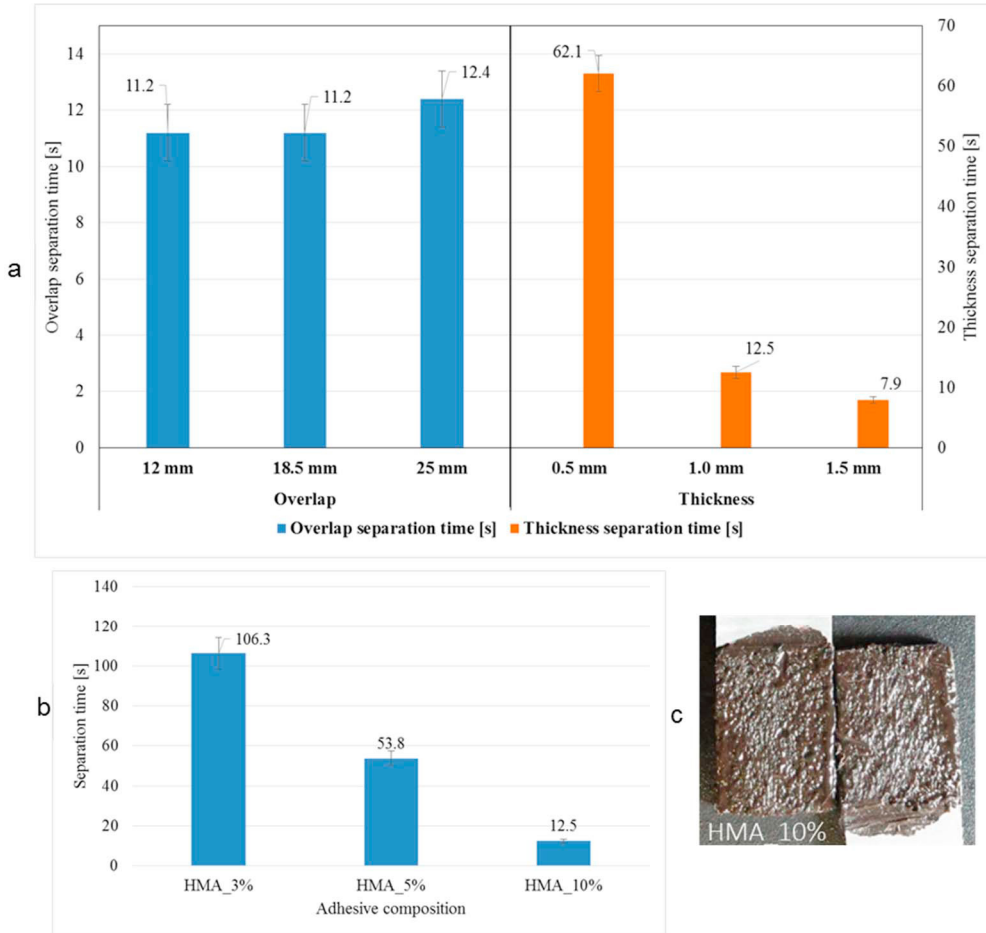 a
Overlap separation time [s]
14
12
10
8
6
4
2
0
11.2
11.2
12.4
62.1
12.5
7.9
70
60
50
40
30
20
10
0
Thickness separation time [s]
12 mm 18.5 mm 25 mm 0.5 mm 1.0 mm 1.5 mm
Overlap Thickness
Overlap separation time [s] Thickness separation time [s]
b
Separation time [s]
140
120
100
80
60
40
20
0
106.3
53.8
12.5
HMA_3% HMA_5% HMA_10%
Adhesive composition
c
HMA 10%